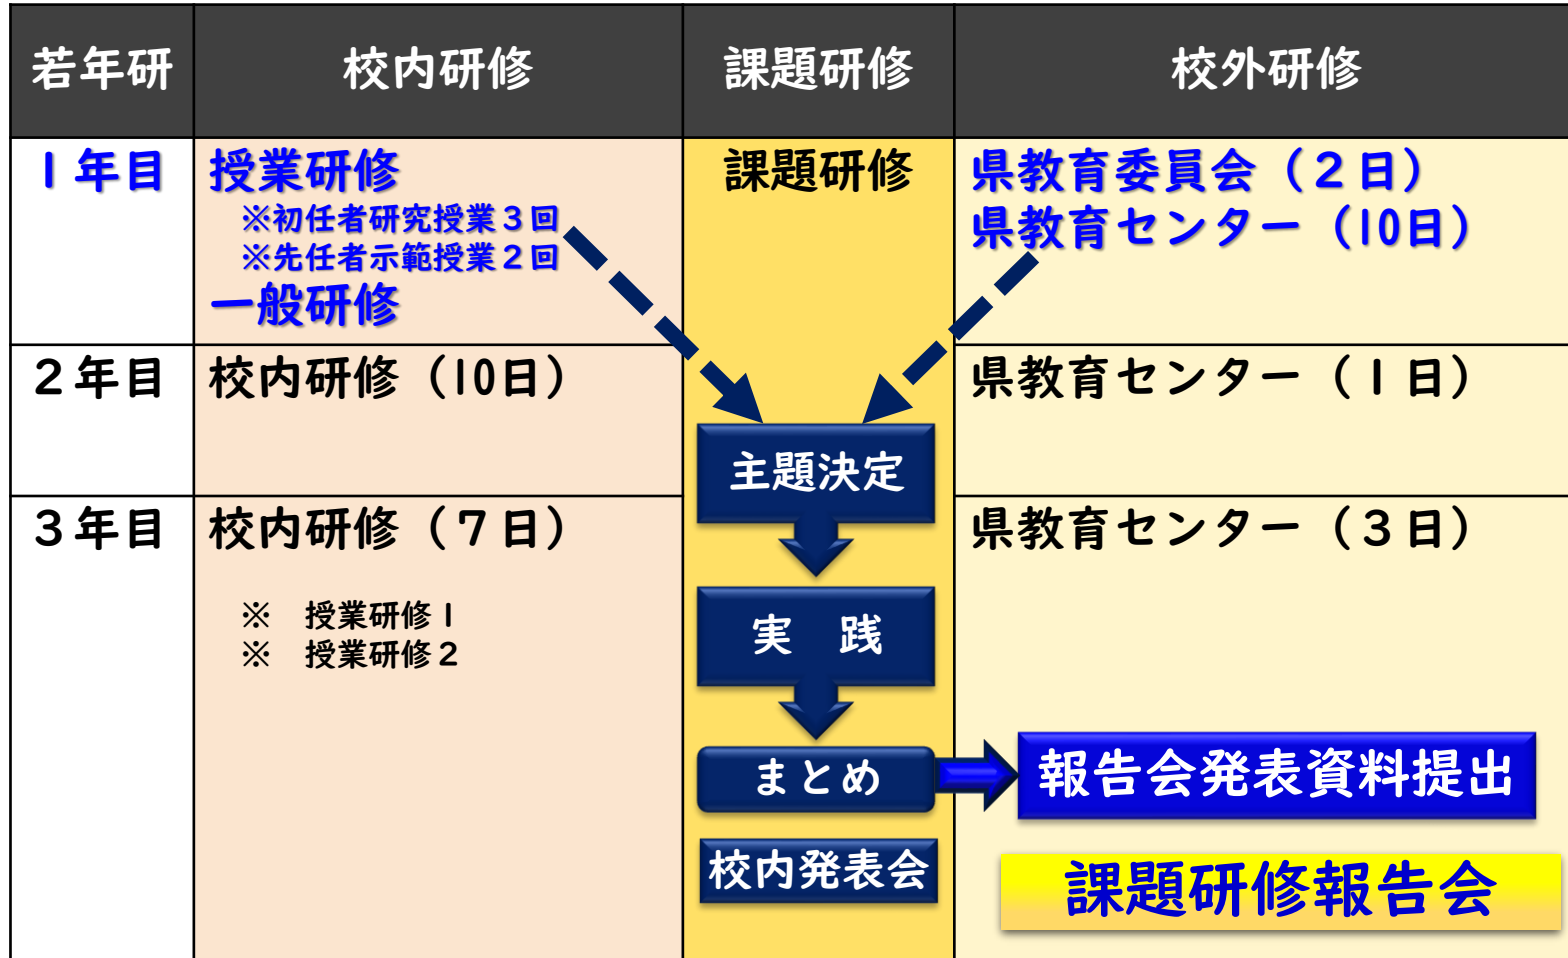 若年研
校内研修
課題研修
校外研修
1年目
授業研修
※初任者研究授業３回
※先任者示範授業２回
一般研修
課題研修
県教育委員会（２日）
県教育センター（10日）
２年目
校内研修（10日）
県教育センター（1日）
主題決定
３年目
校内研修（７日）
※　授業研修1
※　授業研修２
県教育センター（３日）
実　践
まとめ
報告会発表資料提出
校内発表会
課題研修報告会